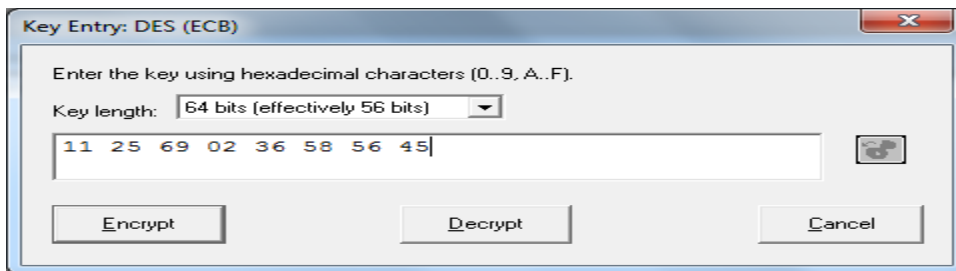 Key Entry: DES (ECB)
Enter the key using hexadecimal characters (0..9, A..F).
Key length: 64 bits (effectively 56 bits)
11 25 69 02 36 58 56 45
Encrypt Decrypt Cancel